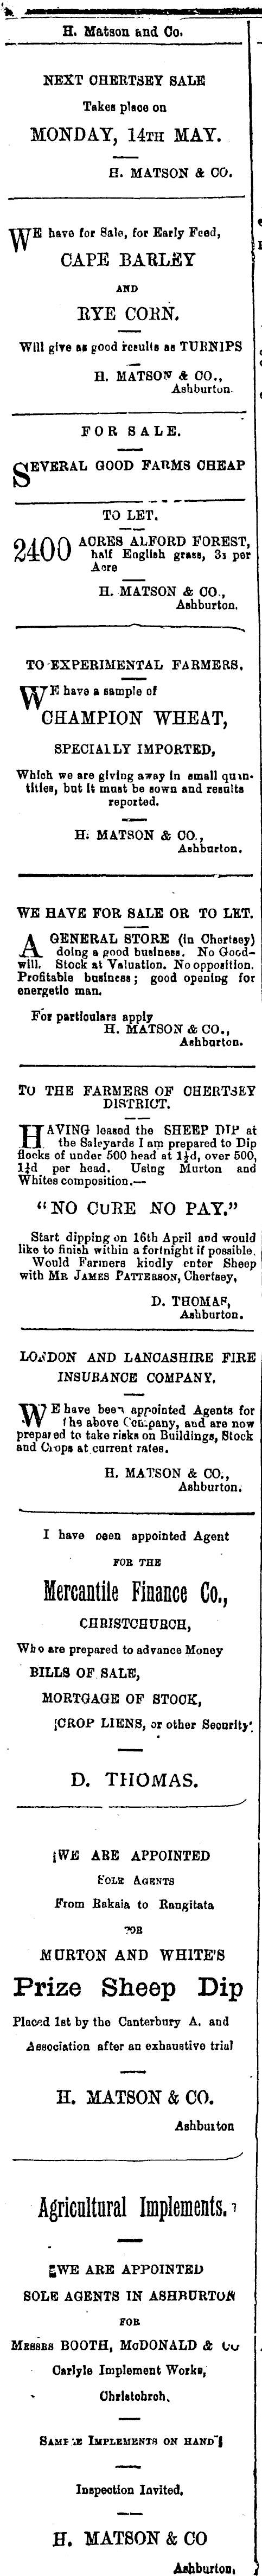 H. Matson and Co.
NEXT CHERTSEY SALE
Takes place on
MONDAY, 14TH MAY.
H. MATSON & CO.
WE have for Sale, for Early Feed,
CAPE BARLEY
AND
RYE CORN.
Will give as good results as TURNIPS
H. MATSON & CO.,
Ashburton.
FOR SALE.
SEVERAL GOOD FARMS CHEAP
TO LET.
2400 ACRES ALFORD FOREST,
half English grass, 3s per
Acre
H. MATSON & CO.,
Ashburton.
TO EXPERIMENTAL FARMERS.
WE have a sample of
CHAMPION WHEAT,
SPECIALLY IMPORTED,
Which we are giving away in small quan-
tities, but it must be sown and results
reported.
H. MATSON & CO.,
Ashburton.
WE HAVE FOR SALE OR TO LET.
A GENERAL STORE (in Chertsey)
doing a good business. No Good-
will. Stock at Valuation. No opposition.
Profitable business; good opening for
energetic man.
For particulars apply
H. MATSON & CO.,
Ashburton.
TO THE FARMERS OF CHERTSEY
DISTRICT.
HAVING leased the SHEEP DIP at
the Saleyards I am prepared to Dip
flocks of under 500 head at 1½d, over 500,
1¼d per head. Using Murton and
Whites composition.—
"NO CURE NO PAY."
Start dipping on 16th April and would
like to finish within a fortnight if possible.
Would Farmers kindly enter Sheep
with MR JAMES PATTERSON, Chertsey,
D. THOMAS,
Ashburton.
LONDON AND LANCASHIRE FIRE
INSURANCE COMPANY.
WE have been appointed Agents for
the above Company, and are now
prepared to take risks on Buildings, Stock
and Crops at current rates.
H. MATSON & CO.,
Ashburton.
I have been appointed Agent
FOR THE
Mercantile Finance Co.,
CHRISTCHURCH,
Who are prepared to advance Money
BILLS OF SALE,
MORTGAGE OF STOCK,
CROP LIENS, or other Security.
D. THOMAS.
WE ARE APPOINTED
SOLE AGENTS
From Rakaia to Rangitata
FOR
MURTON AND WHITE'S
Prize Sheep Dip
Placed 1st by the Canterbury A. and
Association after an exhaustive trial
H. MATSON & CO.
Ashburton
Agricultural Implements.
WE ARE APPOINTED
SOLE AGENTS IN ASHBURTON
FOR
MESSRS BOOTH, McDONALD & CO
Carlyle Implement Works,
Christchrch.
SAMPLE IMPLEMENTS ON HAND
Inspection Invited.
H. MATSON & CO
Ashburton,